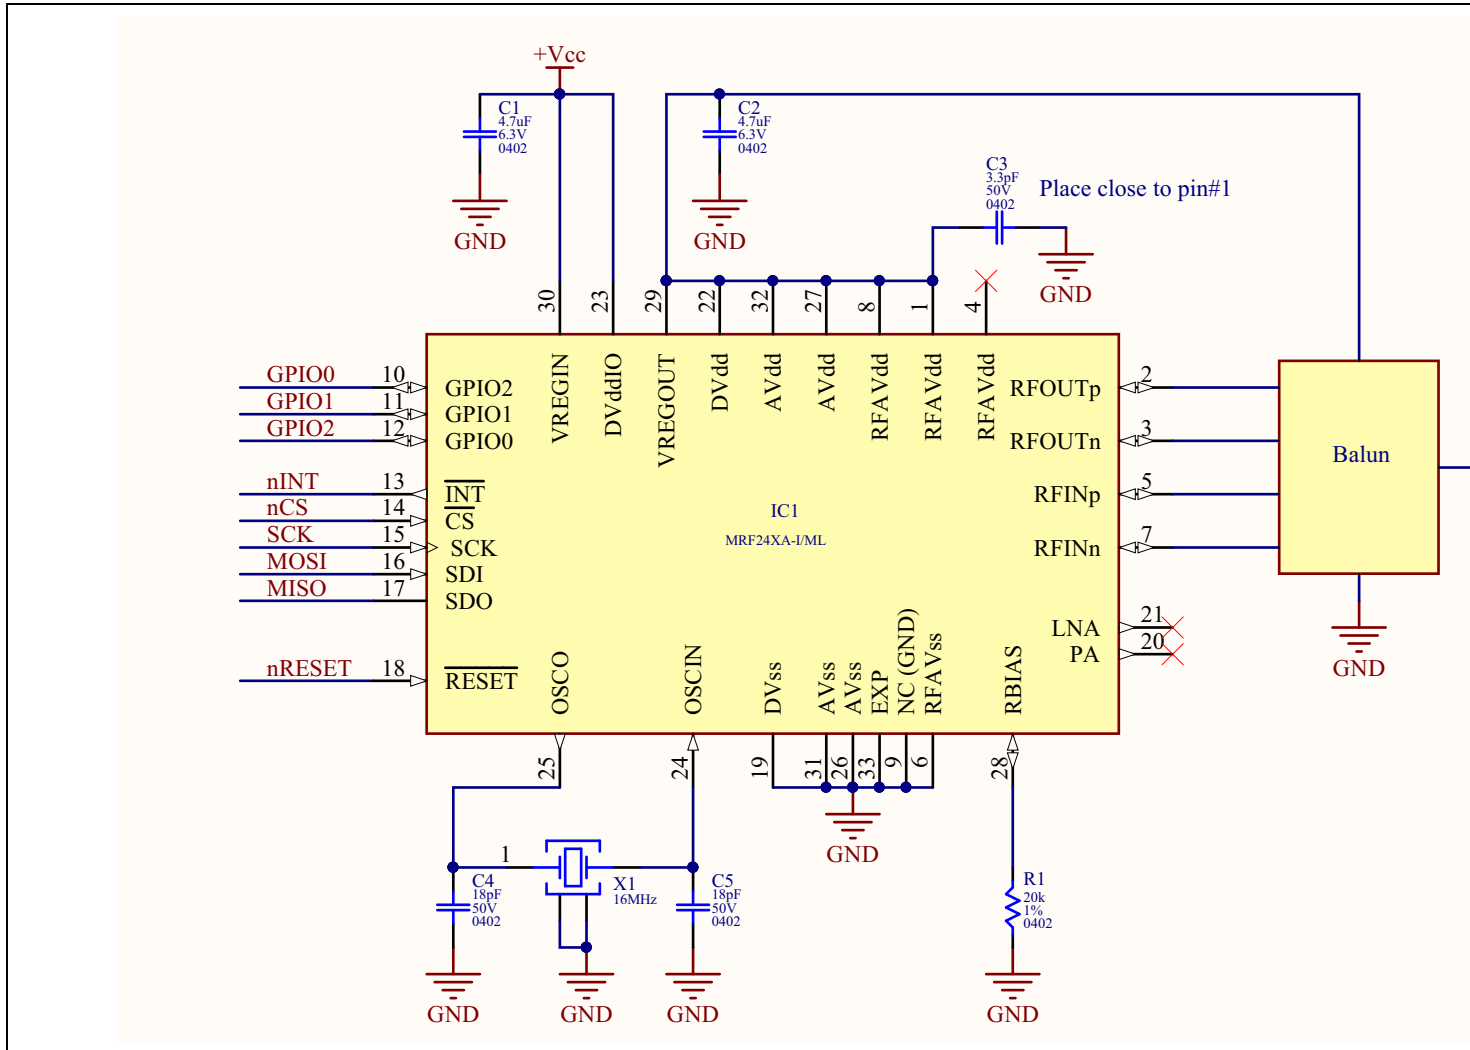 +Vcc
C1
4.7uF
6.3V
0402
GND
C2
4.7uF
6.3V
0402
GND
C3
3.3pF
50V
0402
Place close to pin#1
GND
30
23
29
22
32
27
8
1
4
VREGIN
DVddIO
VREGOUT
DVdd
AVdd
AVdd
RFAVdd
RFAVdd
RFAVdd
GPIO0 10 GPIO2
GPIO1 11 GPIO1
GPIO2 12 GPIO0
nINT 13 INT
nCS 14 CS
SCK 15 SCK
MOSI 16 SDI
MISO 17 SDO
nRESET 18 RESET
IC1
MRF24XA-I/ML
RFOUTp 2
RFOUTn 3
RFINp 5
RFINn 7
LNA 21
PA 20
Balun
GND
OSCO
OSCIN
DVss
AVss
AVss
EXP
NC (GND)
RFAVss
RBIAS
25
24
19
31
26
33
9
6
28
GND
1
X1
16MHz
C4
18pF
50V
0402
C5
18pF
50V
0402
R1
20k
1%
0402
GND
GND
GND
GND